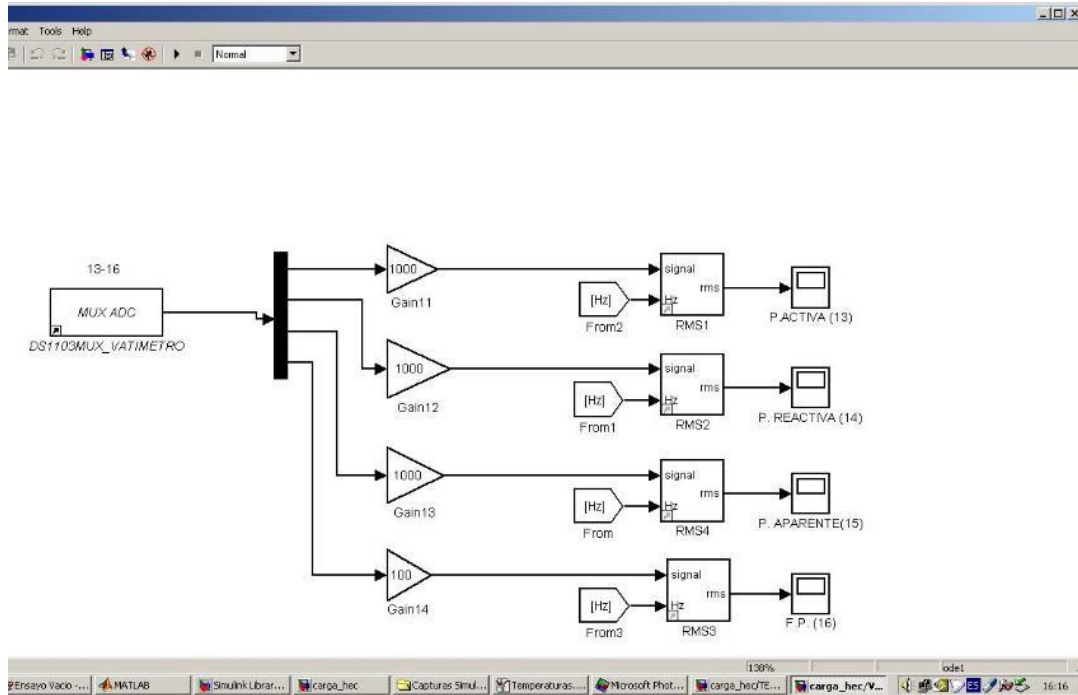 rmat Tools Help
Normal
13-16
MUX ADC
DS1103MUX_VATIMETRO
1000
Gain11
signal
Hz
rms
RMS1
[Hz]
From2
P.ACTIVA (13)
1000
Gain12
signal
Hz
rms
RMS2
[Hz]
From1
P. REACTIVA (14)
1000
Gain13
signal
Hz
rms
RMS4
[Hz]
From
P. APARENTE(15)
100
Gain14
signal
Hz
rms
RMS3
[Hz]
From3
F.P. (16)
138%
ode1
Ensayo Vacio -...
MATLAB
Simulink Librar...
carga_hec
Capturas Simul...
Temperaturas....
Microsoft Phot...
carga_hec/TE...
carga_hec/V...
ES
16:16